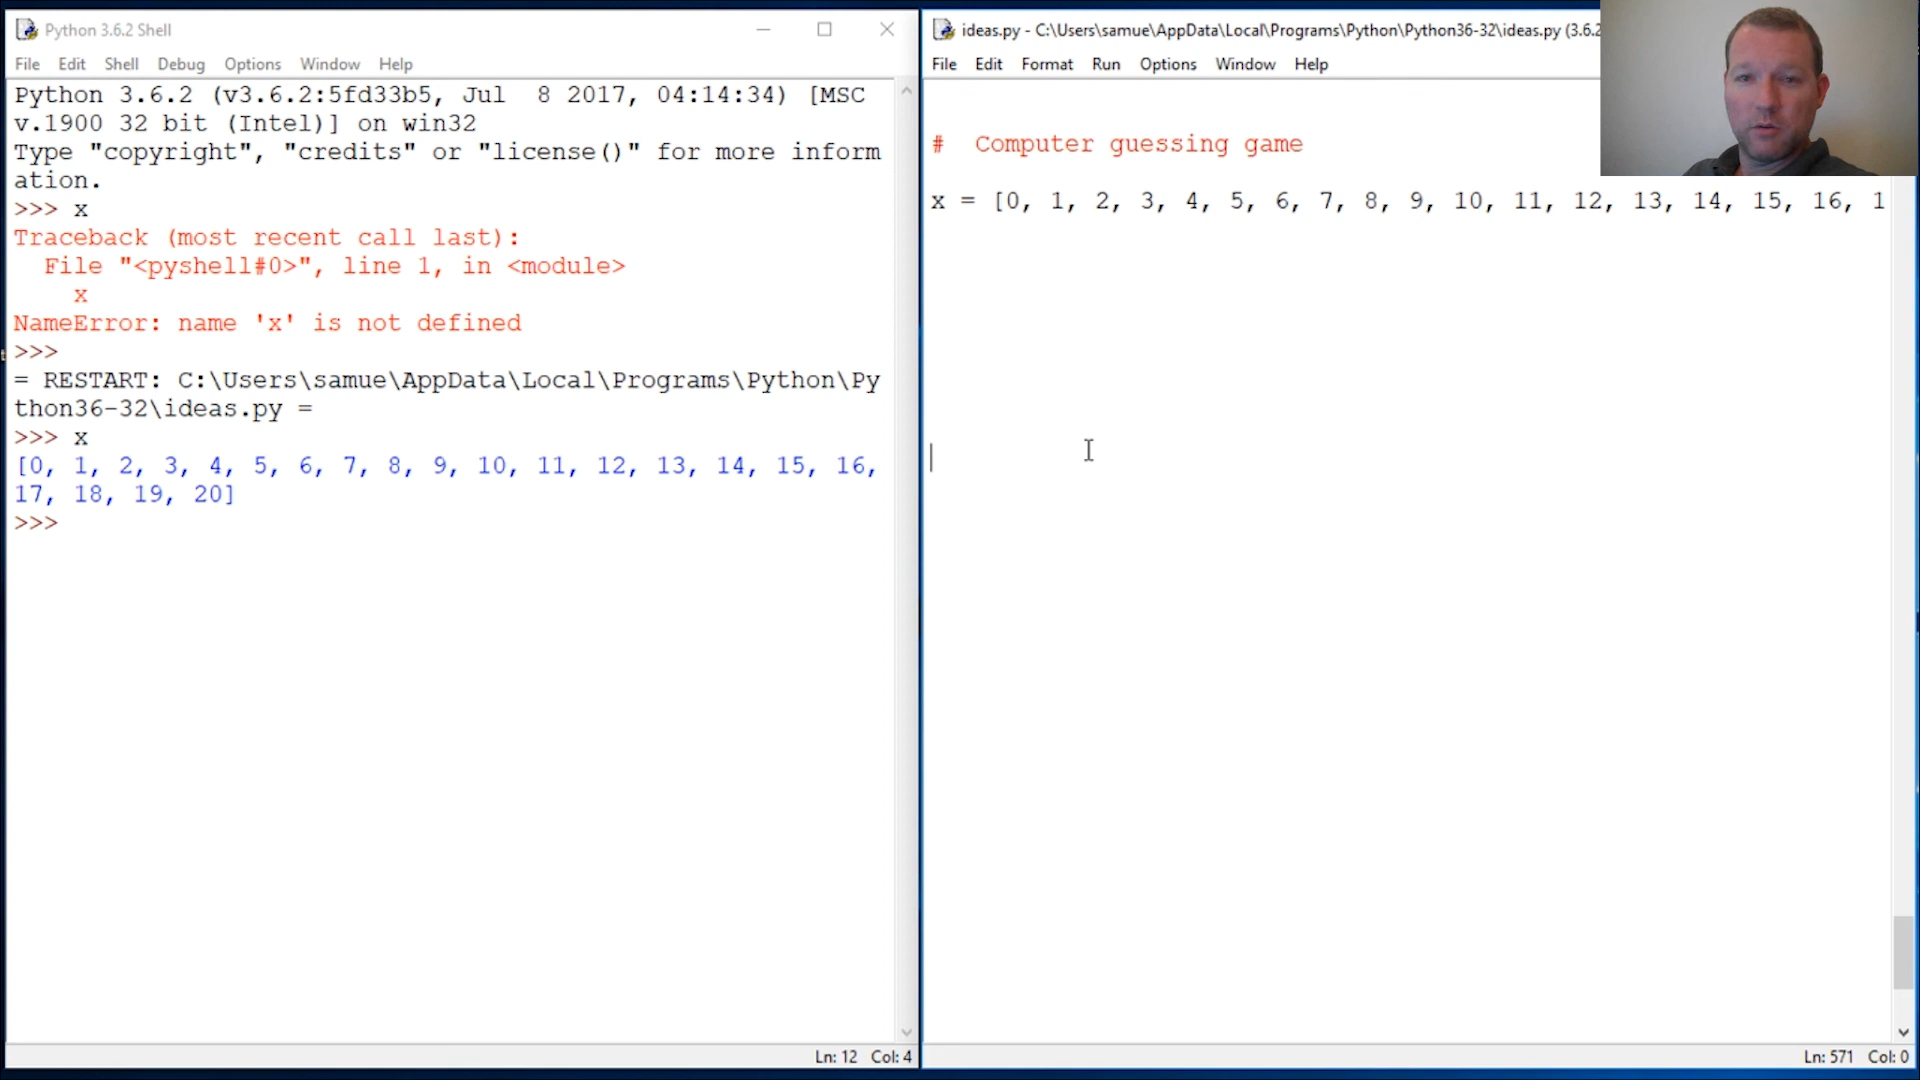 Python 3.6.2 Shell
File Edit Shell Debug Options Window Help
Python 3.6.2 (v3.6.2:5fd33b5, Jul  8 2017, 04:14:34) [MSC
v.1900 32 bit (Intel)] on win32
Type "copyright", "credits" or "license()" for more inform
ation.
>>> x
Traceback (most recent call last):
  File "<pyshell#0>", line 1, in <module>
    x
NameError: name 'x' is not defined
>>>
= RESTART: C:\Users\samue\AppData\Local\Programs\Python\Py
thon36-32\ideas.py =
>>> x
[0, 1, 2, 3, 4, 5, 6, 7, 8, 9, 10, 11, 12, 13, 14, 15, 16,
17, 18, 19, 20]
>>>
Ln: 12 Col: 4
ideas.py - C:\Users\samue\AppData\Local\Programs\Python\Python36-32\ideas.py (3.6.2
File Edit Format Run Options Window Help
#  Computer guessing game
x = [0, 1, 2, 3, 4, 5, 6, 7, 8, 9, 10, 11, 12, 13, 14, 15, 16, 1
Ln: 571 Col: 0